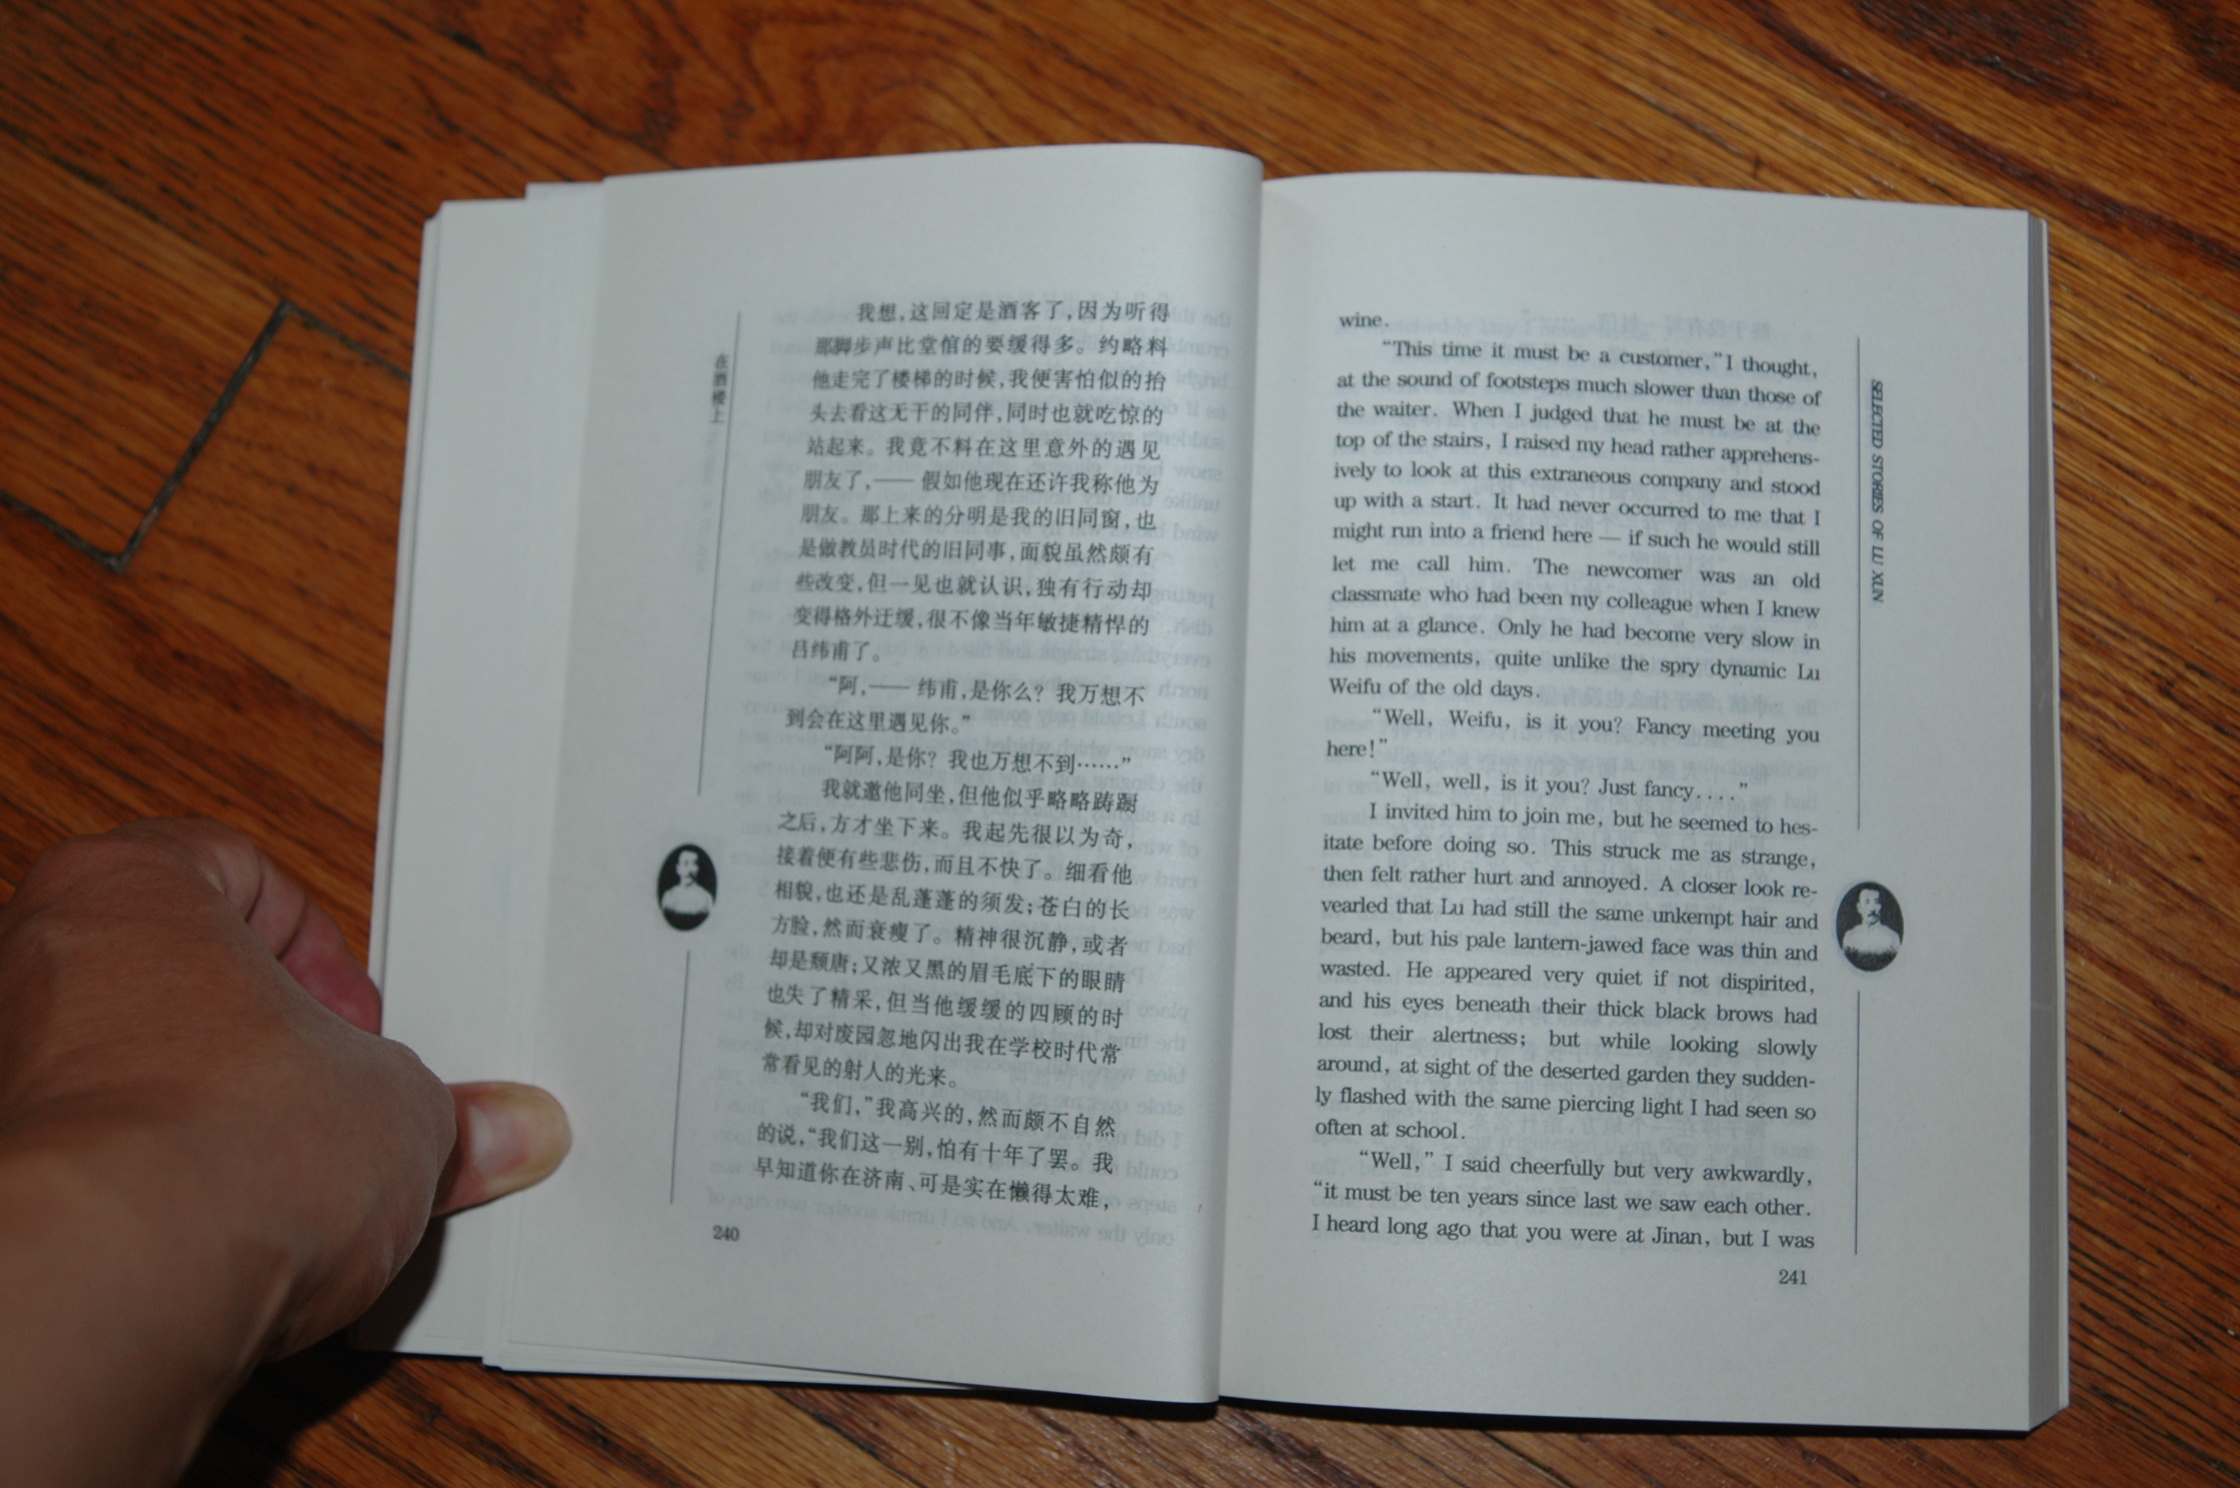 在酒楼上
我想，这回定是酒客了，因为听得
那脚步声比堂倌的要缓得多。约略料
他走完了楼梯的时候，我便害怕似的抬
头去看这无干的同伴，同时也就吃惊的
站起来。我竟不料在这里意外的遇见
朋友了，——假如他现在还许我称他为
朋友。那上来的分明是我的旧同窗，也
是做教员时代的旧同事，面貌虽然颇有
些改变，但一见也就认识，独有行动却
变得格外迂缓，很不像当年敏捷精悍的
吕纬甫了。
“阿，——纬甫，是你么？我万想不
到会在这里遇见你。”
“阿阿，是你？我也万想不到……”
我就邀他同坐，但他似乎略略踌躇
之后，方才坐下来。我起先很以为奇，
接着便有些悲伤，而且不快了。细看他
相貌，也还是乱蓬蓬的须发；苍白的长
方脸，然而衰瘦了。精神很沉静，或者
却是颓唐；又浓又黑的眉毛底下的眼睛
也失了精采，但当他缓缓的四顾的时
候，却对废园忽地闪出我在学校时代常
常看见的射人的光来。
“我们，”我高兴的，然而颇不自然
的说，“我们这一别，怕有十年了罢。我
早知道你在济南，可是实在懒得太难，
240
SELECTED STORIES OF LU XUN
wine.
“This time it must be a customer,” I thought,
at the sound of footsteps much slower than those of
the waiter. When I judged that he must be at the
top of the stairs, I raised my head rather apprehens-
ively to look at this extraneous company and stood
up with a start. It had never occurred to me that I
might run into a friend here — if such he would still
let me call him. The newcomer was an old
classmate who had been my colleague when I knew
him at a glance. Only he had become very slow in
his movements, quite unlike the spry dynamic Lu
Weifu of the old days.
“Well, Weifu, is it you? Fancy meeting you
here!”
“Well, well, is it you? Just fancy....”
I invited him to join me, but he seemed to hes-
itate before doing so. This struck me as strange,
then felt rather hurt and annoyed. A closer look re-
vearled that Lu had still the same unkempt hair and
beard, but his pale lantern-jawed face was thin and
wasted. He appeared very quiet if not dispirited,
and his eyes beneath their thick black brows had
lost their alertness; but while looking slowly
around, at sight of the deserted garden they sudden-
ly flashed with the same piercing light I had seen so
often at school.
“Well,” I said cheerfully but very awkwardly,
“it must be ten years since last we saw each other.
I heard long ago that you were at Jinan, but I was
241